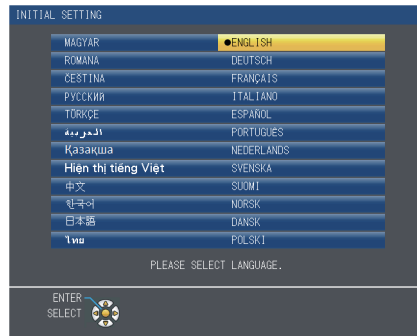 INITIAL SETTING
MAGYAR
●ENGLISH
ROMÂNĂ
DEUTSCH
ČEŠTINA
FRANÇAIS
РУССКИЙ
ITALIANO
TÜRKÇE
ESPAÑOL
العربية
PORTUGUÊS
Қазақша
NEDERLANDS
Hiện thị tiếng Việt
SVENSKA
中文
SUOMI
한국어
NORSK
日本語
DANSK
ไทย
POLSKI
PLEASE SELECT LANGUAGE.
ENTER
SELECT